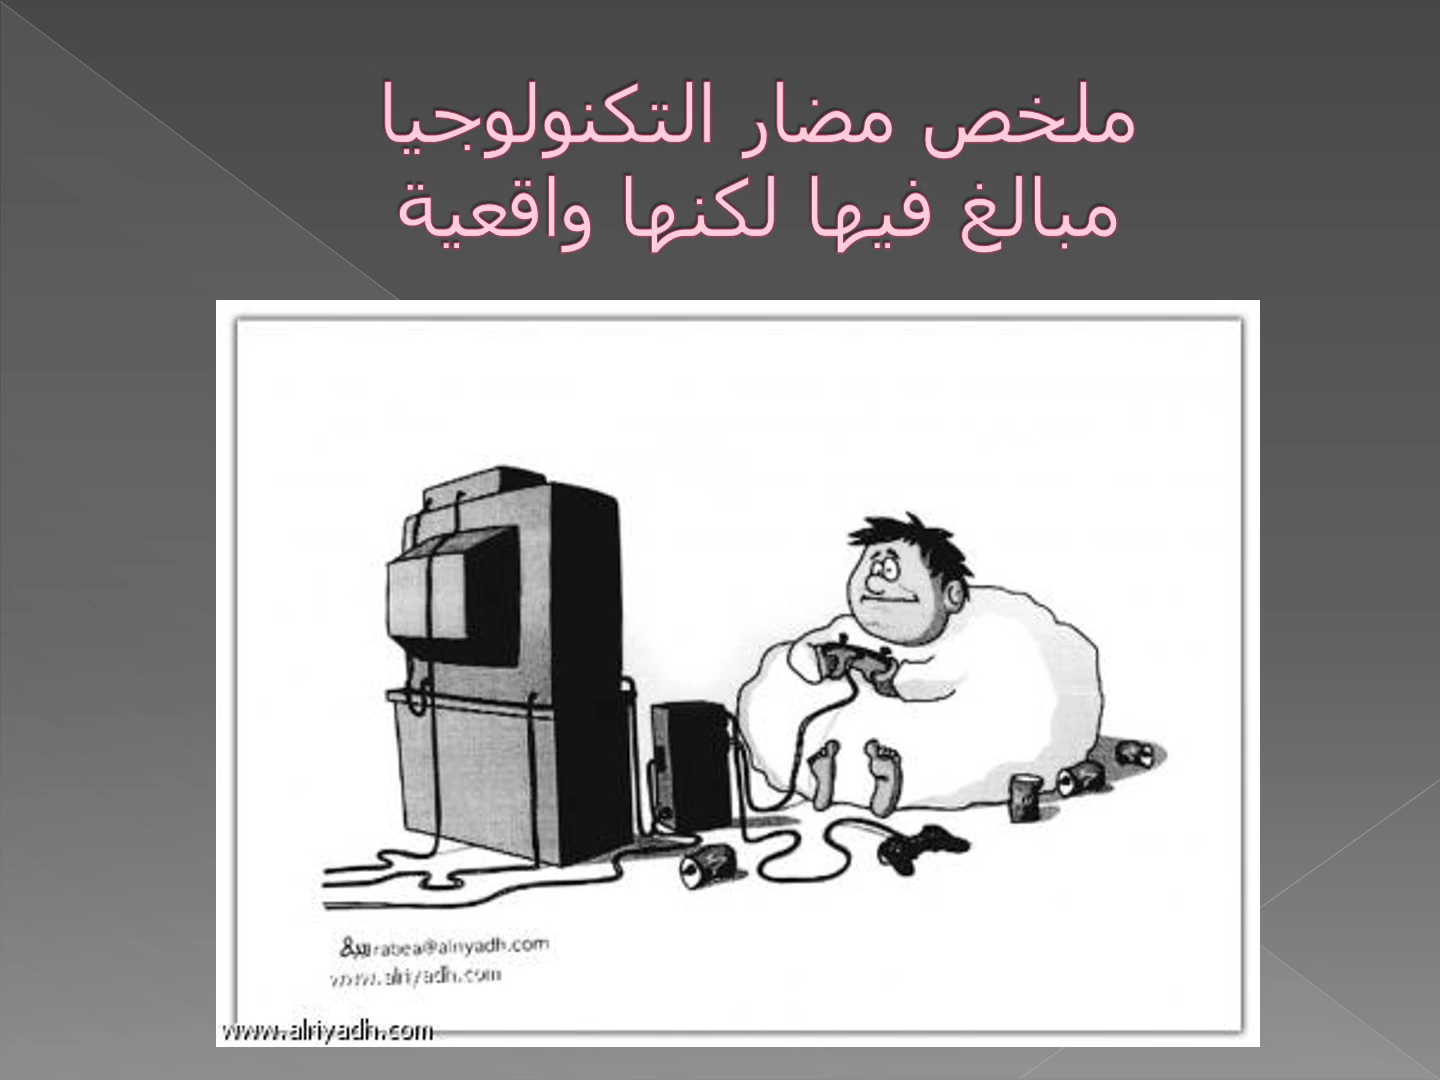 ملخص مضار التكنولوجيا
مبالغ فيها لكنها واقعية
rabea@alriyadh.com
www.alriyadh.com
www.alriyadh.com